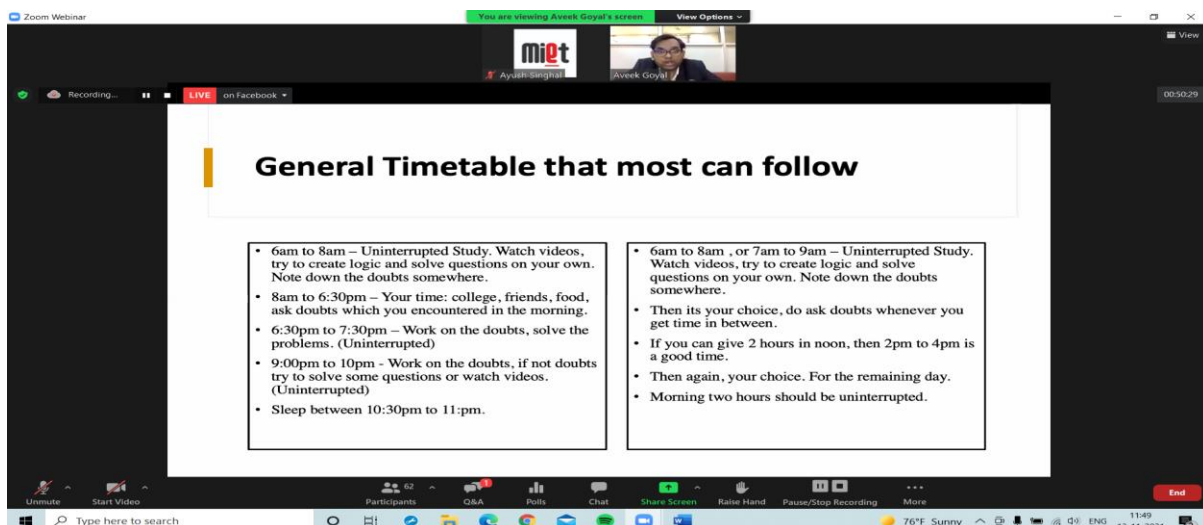 Zoom Webinar
You are viewing Aveek Goyal's screen
View Options
View
miet
Ayush Singhal
Aveek Goyal
Recording...
LIVE
on Facebook
00:50:29
General Timetable that most can follow
• 6am to 8am – Uninterrupted Study. Watch videos,
try to create logic and solve questions on your own.
Note down the doubts somewhere.
• 8am to 6:30pm – Your time: college, friends, food,
ask doubts which you encountered in the morning.
• 6:30pm to 7:30pm – Work on the doubts, solve the
problems. (Uninterrupted)
• 9:00pm to 10pm - Work on the doubts, if not doubts
try to solve some questions or watch videos.
(Uninterrupted)
• Sleep between 10:30pm to 11:pm.
• 6am to 8am , or 7am to 9am – Uninterrupted Study.
Watch videos, try to create logic and solve
questions on your own. Note down the doubts
somewhere.
• Then its your choice, do ask doubts whenever you
get time in between.
• If you can give 2 hours in noon, then 2pm to 4pm is
a good time.
• Then again, your choice. For the remaining day.
• Morning two hours should be uninterrupted.
Unmute
Start Video
62
Participants
1
Q&A
Polls
Chat
Share Screen
Raise Hand
Pause/Stop Recording
More
End
Type here to search
76°F Sunny
ENG
11:49